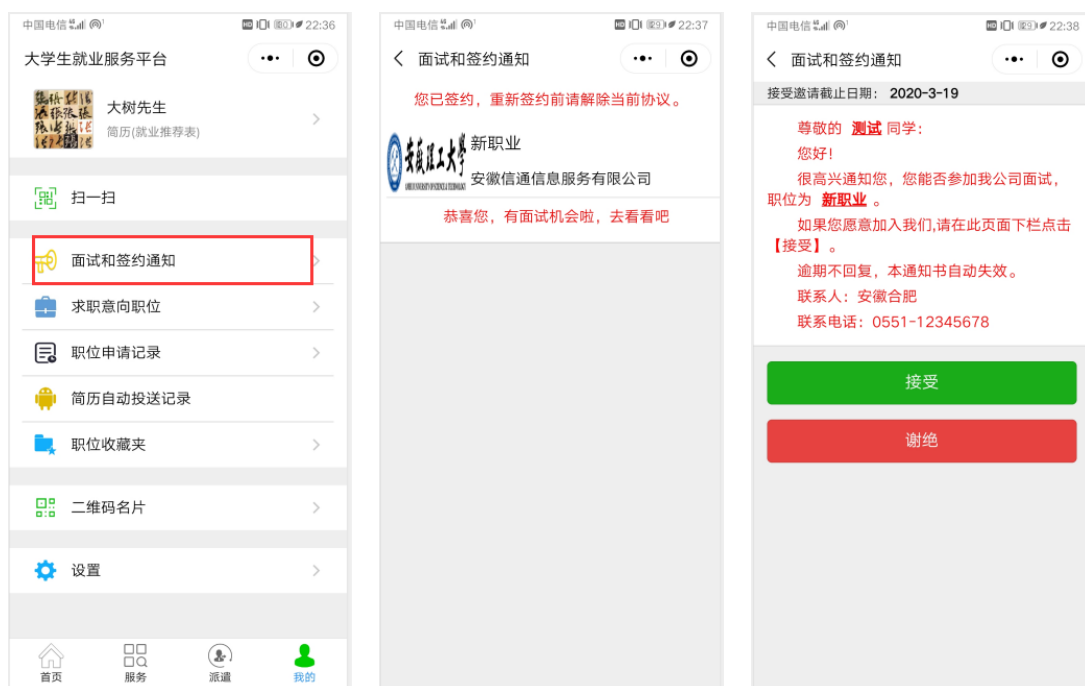 中国电信 22:36
大学生就业服务平台
大树先生
简历(就业推荐表)
扫一扫
面试和签约通知
求职意向职位
职位申请记录
简历自动投送记录
职位收藏夹
二维码名片
设置
首页 服务 派遣 我的
中国电信 22:37
面试和签约通知
您已签约，重新签约前请解除当前协议。
安徽理工大学
新职业
安徽信通信息服务有限公司
恭喜您，有面试机会啦，去看看吧
中国电信 22:38
面试和签约通知
接受邀请截止日期： 2020-3-19
尊敬的 测试 同学：
您好！
很高兴通知您，您能否参加我公司面试，
职位为 新职业 。
如果您愿意加入我们,请在此页面下栏点击
【接受】。
逾期不回复，本通知书自动失效。
联系人：安徽合肥
联系电话：0551-12345678
接受
谢绝